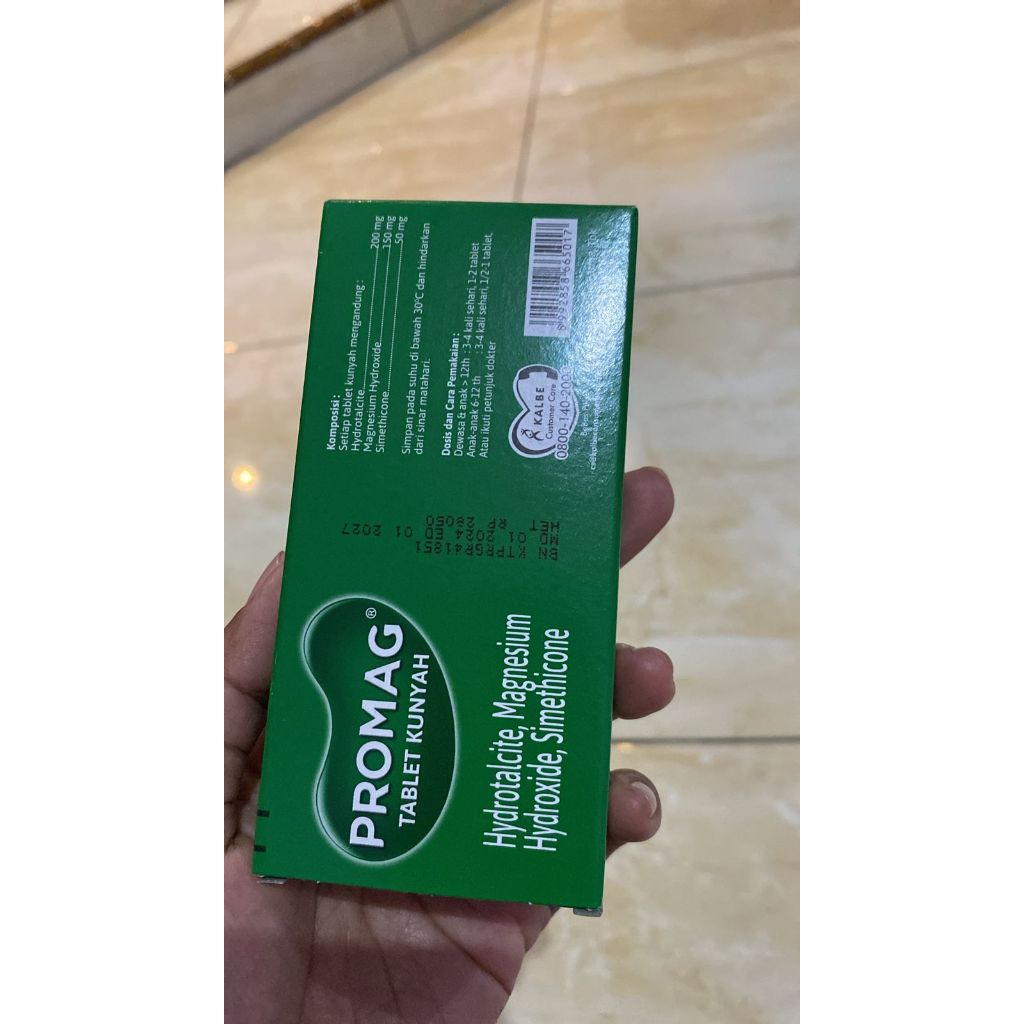 Komposisi :
Setiap tablet kunyah mengandung :
Hydrotalcite 200 mg
Magnesium Hydroxide 150 mg
Simethicone 50 mg
Simpan pada suhu di bawah 30°C dan hindarkan
dari sinar matahari.
Dosis dan Cara Pemakaian :
Dewasa & anak > 12th : 3-4 kali sehari, 1-2 tablet
Anak-anak 6-12 th : 3-4 kali sehari, 1/2-1 tablet,
Atau ikuti petunjuk dokter
KALBE
Customer Care
0800-140-200
8 992858 665017
BN KTPRGR41851
MD 01 2024 ED 01 2027
HET RP 28050
PROMAG®
TABLET KUNYAH
Hydrotalcite, Magnesium
Hydroxide, Simethicone